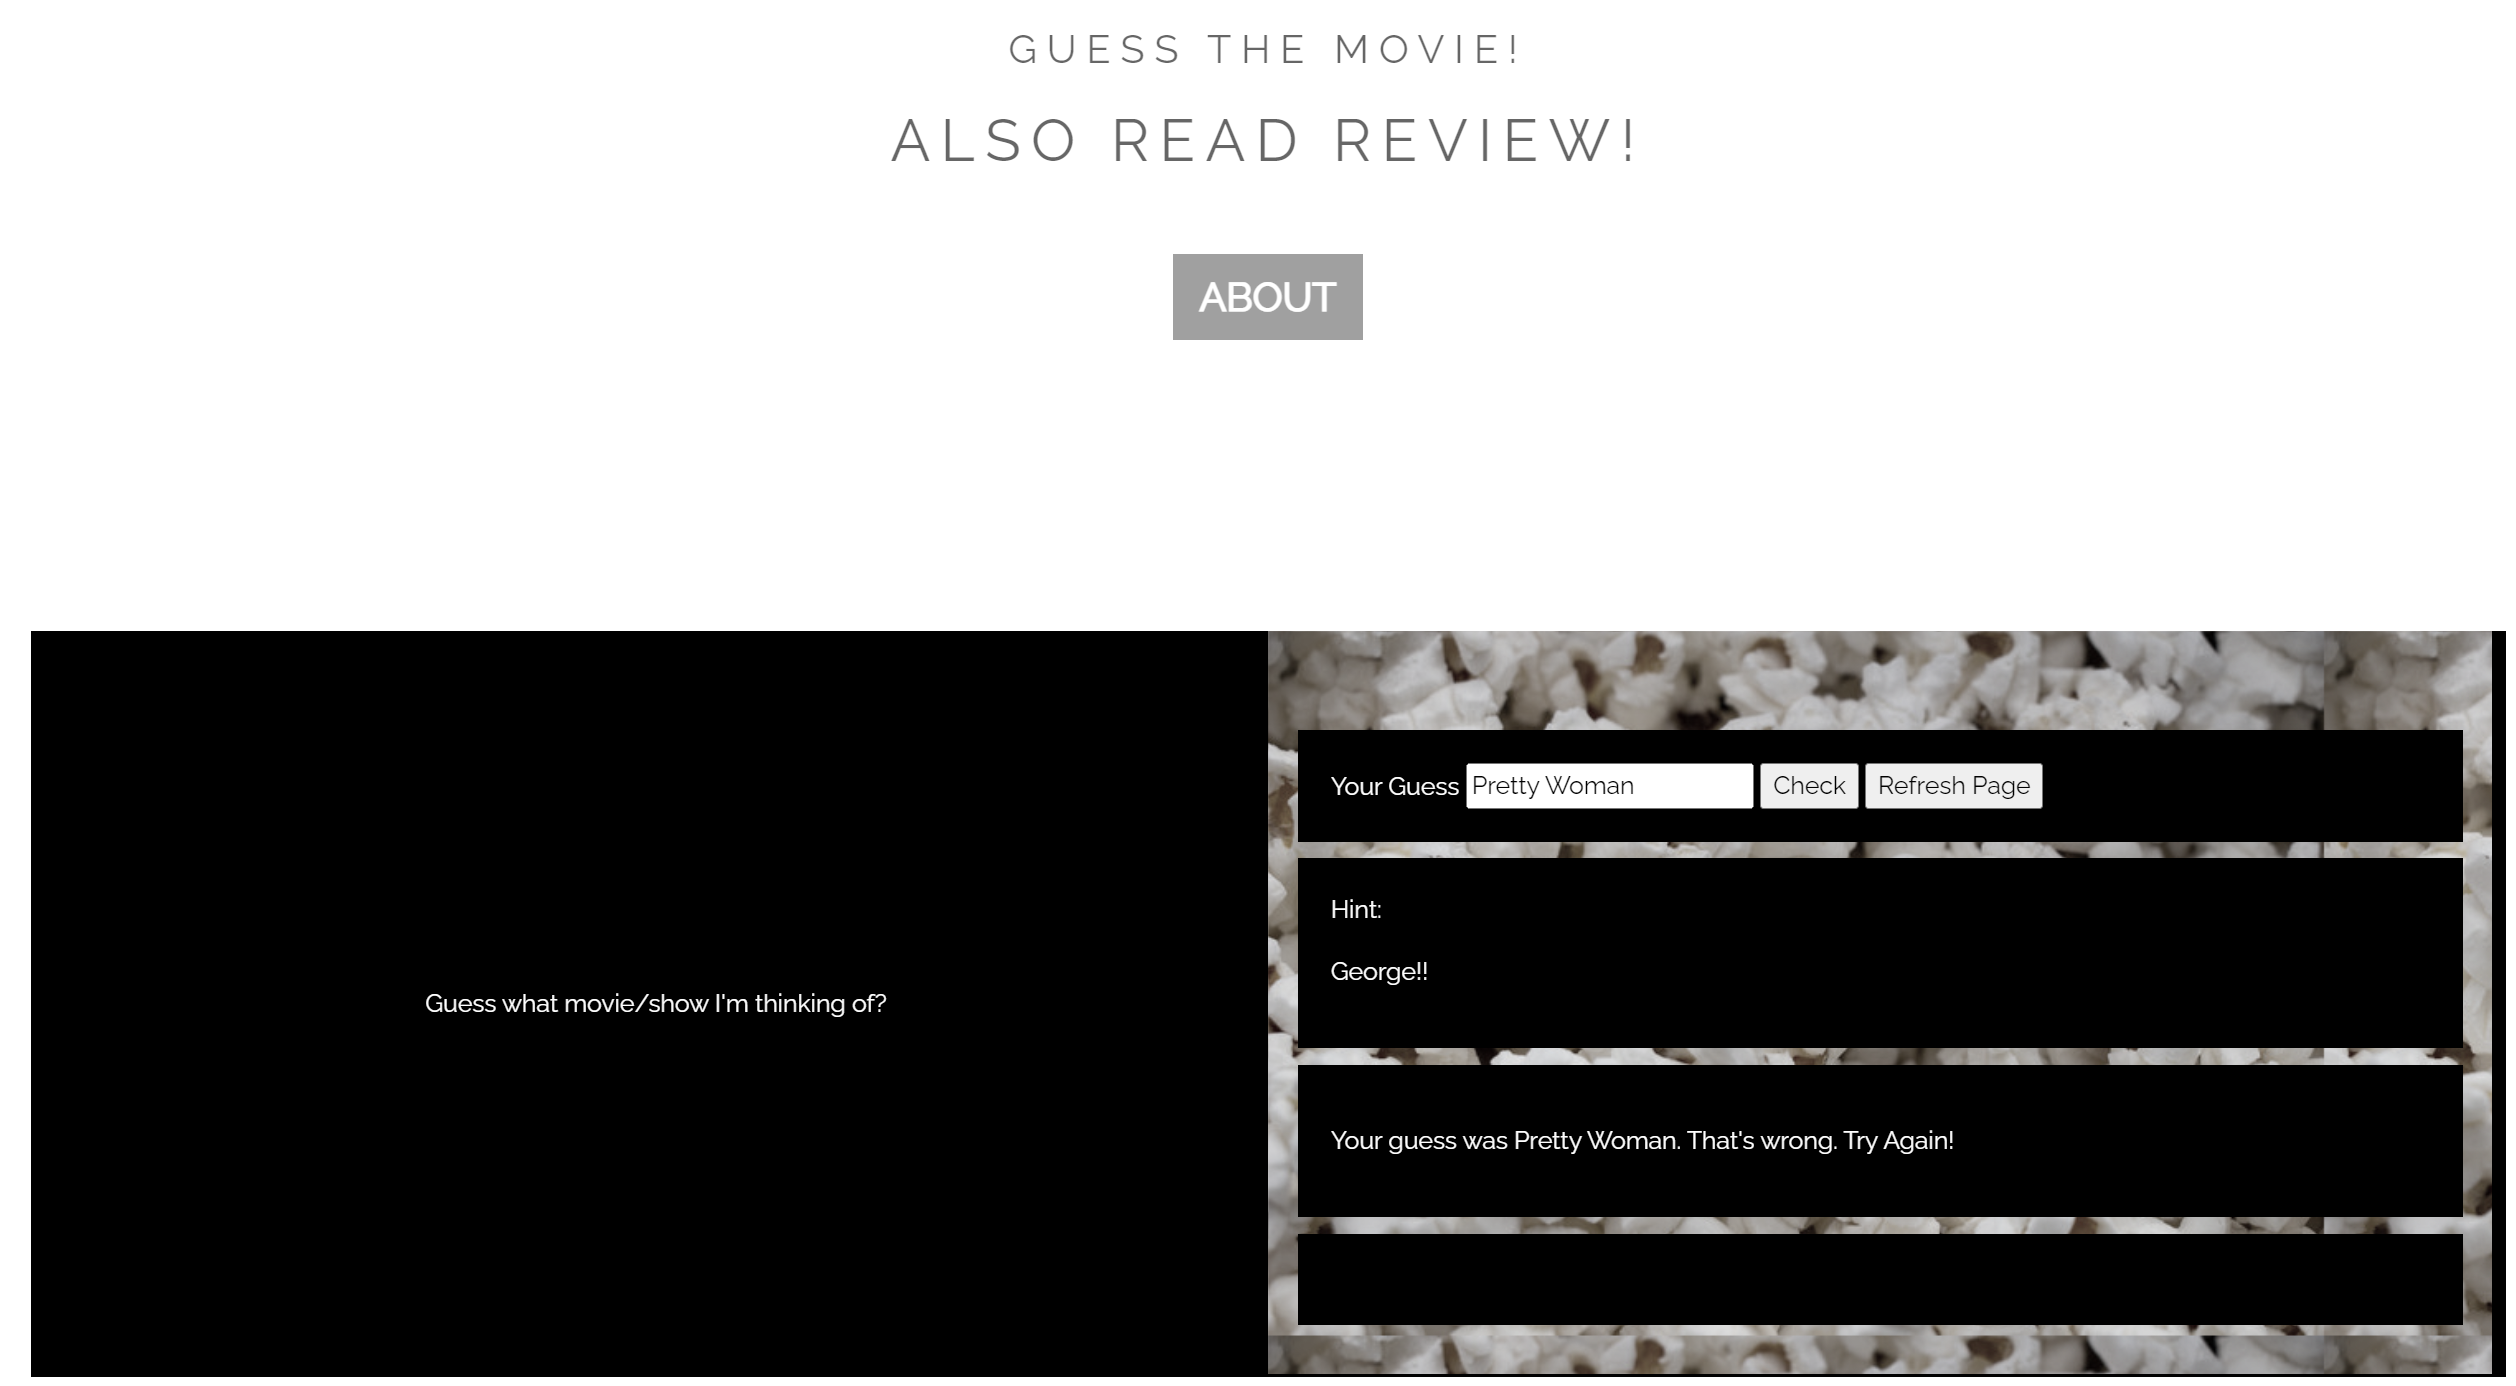 GUESS THE MOVIE!
ALSO READ REVIEW!
ABOUT
Guess what movie/show I'm thinking of?
Your Guess Pretty Woman Check Refresh Page
Hint:
George!!
Your guess was Pretty Woman. That's wrong. Try Again!